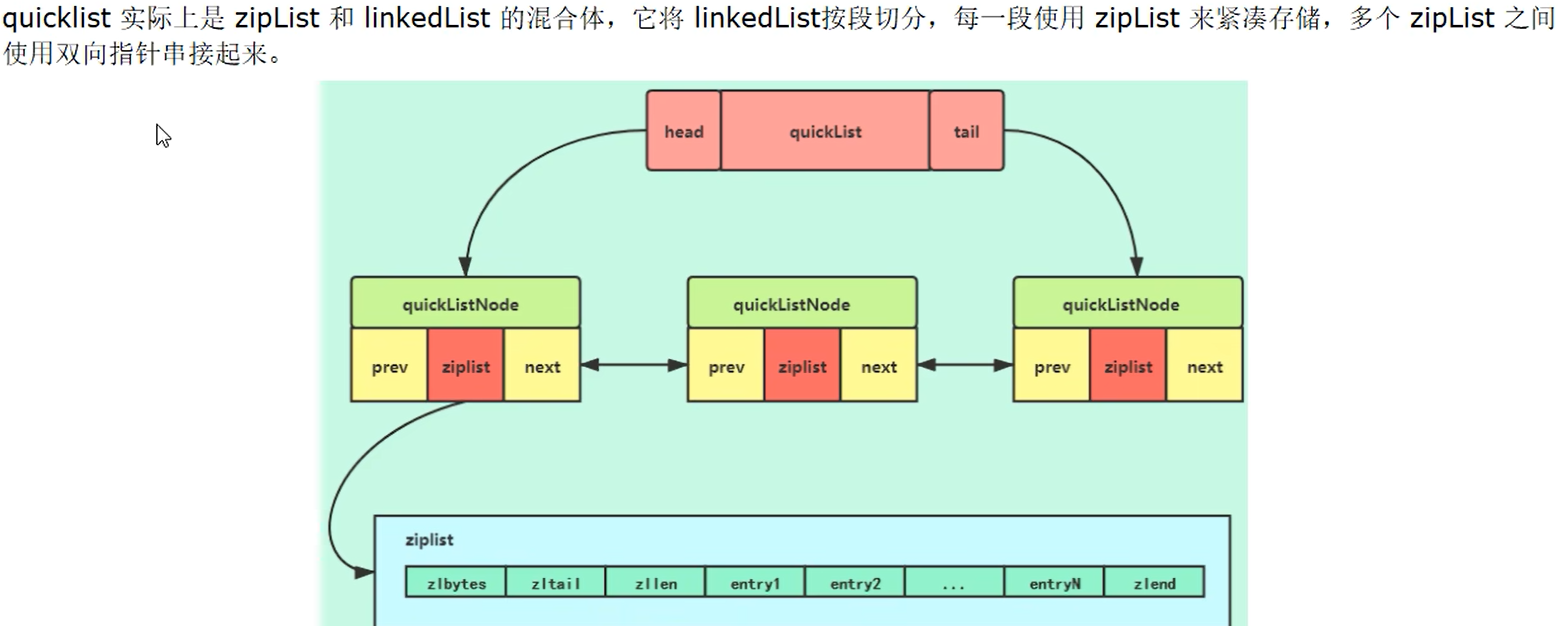 quicklist 实际上是 zipList 和 linkedList 的混合体，它将 linkedList按段切分，每一段使用 zipList 来紧凑存储，多个 zipList 之间
使用双向指针串接起来。
head quickList tail
quickListNode quickListNode quickListNode
prev ziplist next prev ziplist next prev ziplist next
ziplist
zlbytes zltail zllen entry1 entry2 ... entryN zlend